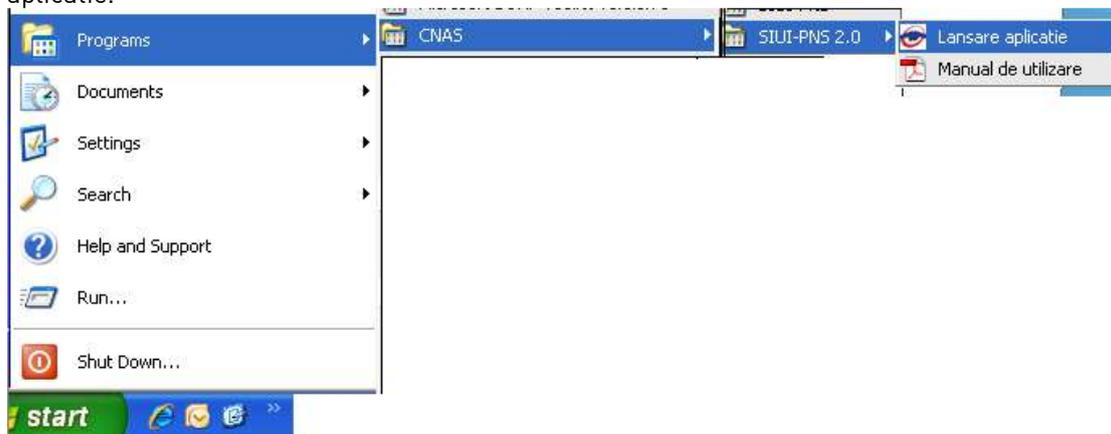 aplicatie.
Programs
CNAS
SIUI-PNS 2.0
Lansare aplicatie
Manual de utilizare
Documents
Settings
Search
Help and Support
Run...
Shut Down...
start